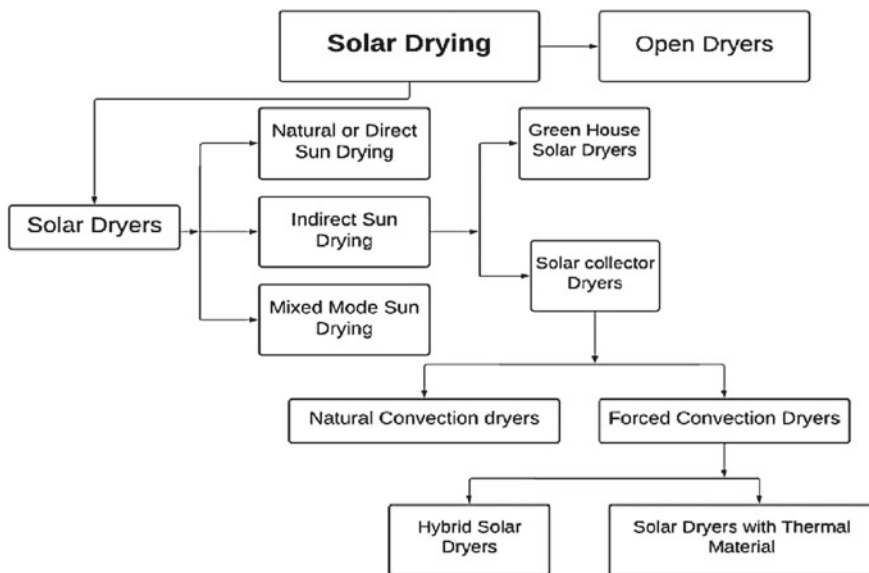 Solar Drying
Open Dryers
Natural or Direct
Sun Drying
Green House
Solar Dryers
Solar Dryers
Indirect Sun
Drying
Solar collector
Dryers
Mixed Mode Sun
Drying
Natural Convection dryers
Forced Convection Dryers
Hybrid Solar
Dryers
Solar Dryers with Thermal
Material